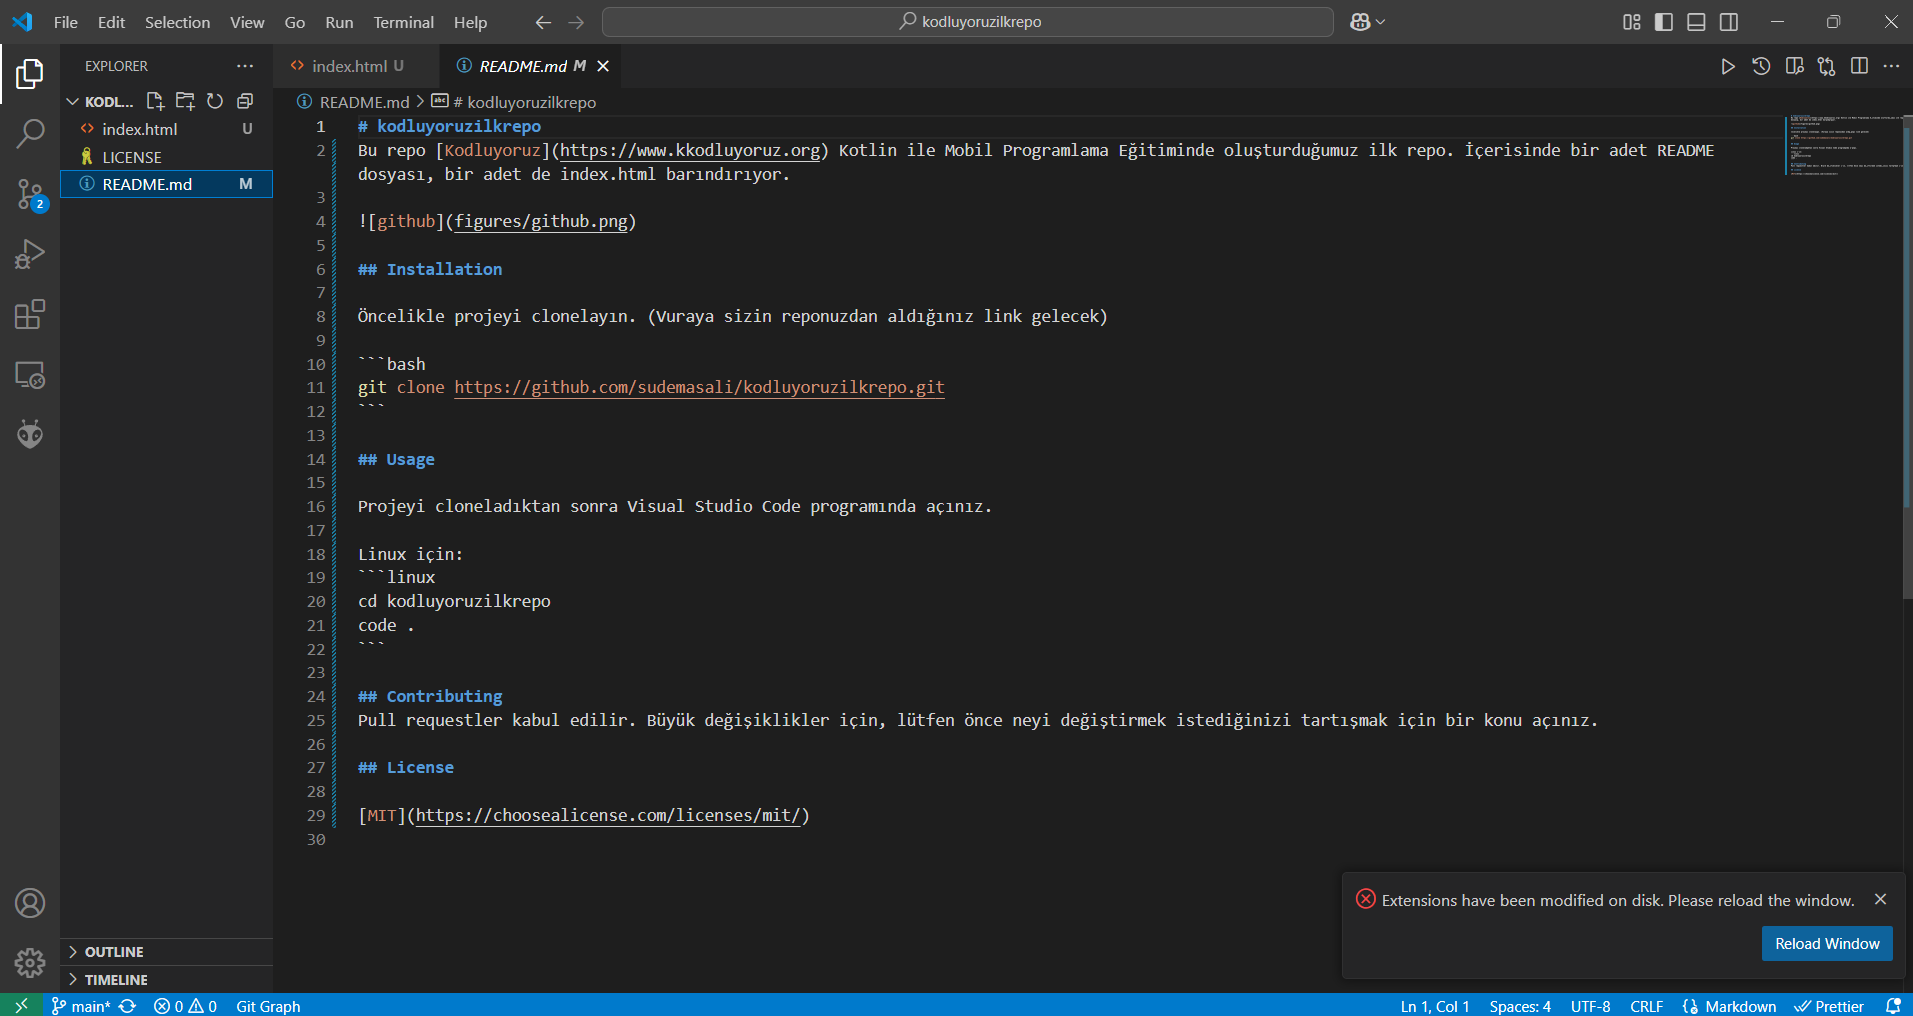 File Edit Selection View Go Run Terminal Help
kodluyoruzilkrepo
EXPLORER
KODL...
index.html U
LICENSE
README.md M
2
OUTLINE
TIMELINE
index.html U
README.md M
README.md > # kodluyoruzilkrepo
1 # kodluyoruzilkrepo
2 Bu repo [Kodluyoruz](https://www.kkodluyoruz.org) Kotlin ile Mobil Programlama Eğitiminde oluşturduğumuz ilk repo. İçerisinde bir adet README
dosyası, bir adet de index.html barındırıyor.
3
4 ![github](figures/github.png)
5
6 ## Installation
7
8 Öncelikle projeyi clonelayın. (Vuraya sizin reponuzdan aldığınız link gelecek)
9
10 ```bash
11 git clone https://github.com/sudemasali/kodluyoruzilkrepo.git
12 ```
13
14 ## Usage
15
16 Projeyi cloneladıktan sonra Visual Studio Code programında açınız.
17
18 Linux için:
19 ```linux
20 cd kodluyoruzilkrepo
21 code .
22 ```
23
24 ## Contributing
25 Pull requestler kabul edilir. Büyük değişiklikler için, lütfen önce neyi değiştirmek istediğinizi tartışmak için bir konu açınız.
26
27 ## License
28
29 [MIT](https://choosealicense.com/licenses/mit/)
30
Extensions have been modified on disk. Please reload the window.
Reload Window
main* 0 0 Git Graph
Ln 1, Col 1 Spaces: 4 UTF-8 CRLF Markdown Prettier